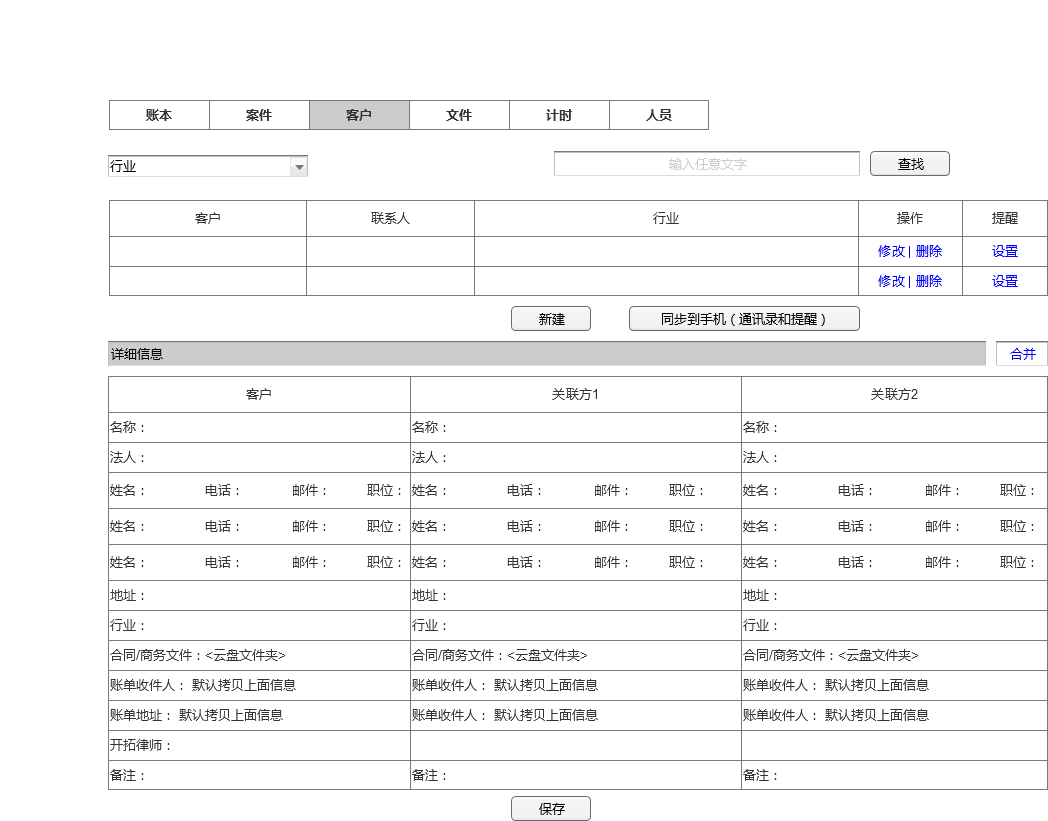 账本 案件 客户 文件 计时 人员
行业 输入任意文字 查找
客户 联系人 行业 操作 提醒
修改 | 删除 设置
修改 | 删除 设置
新建 同步到手机（通讯录和提醒）
详细信息 合并
客户 关联方1 关联方2
名称： 名称： 名称：
法人： 法人： 法人：
姓名： 电话： 邮件： 职位： 姓名： 电话： 邮件： 职位： 姓名： 电话： 邮件： 职位：
姓名： 电话： 邮件： 职位： 姓名： 电话： 邮件： 职位： 姓名： 电话： 邮件： 职位：
姓名： 电话： 邮件： 职位： 姓名： 电话： 邮件： 职位： 姓名： 电话： 邮件： 职位：
地址： 地址： 地址：
行业： 行业： 行业：
合同/商务文件：<云盘文件夹> 合同/商务文件：<云盘文件夹> 合同/商务文件：<云盘文件夹>
账单收件人： 默认拷贝上面信息 账单收件人： 默认拷贝上面信息 账单收件人： 默认拷贝上面信息
账单地址： 默认拷贝上面信息 账单收件人： 默认拷贝上面信息 账单收件人： 默认拷贝上面信息
开拓律师：
备注： 备注： 备注：
保存